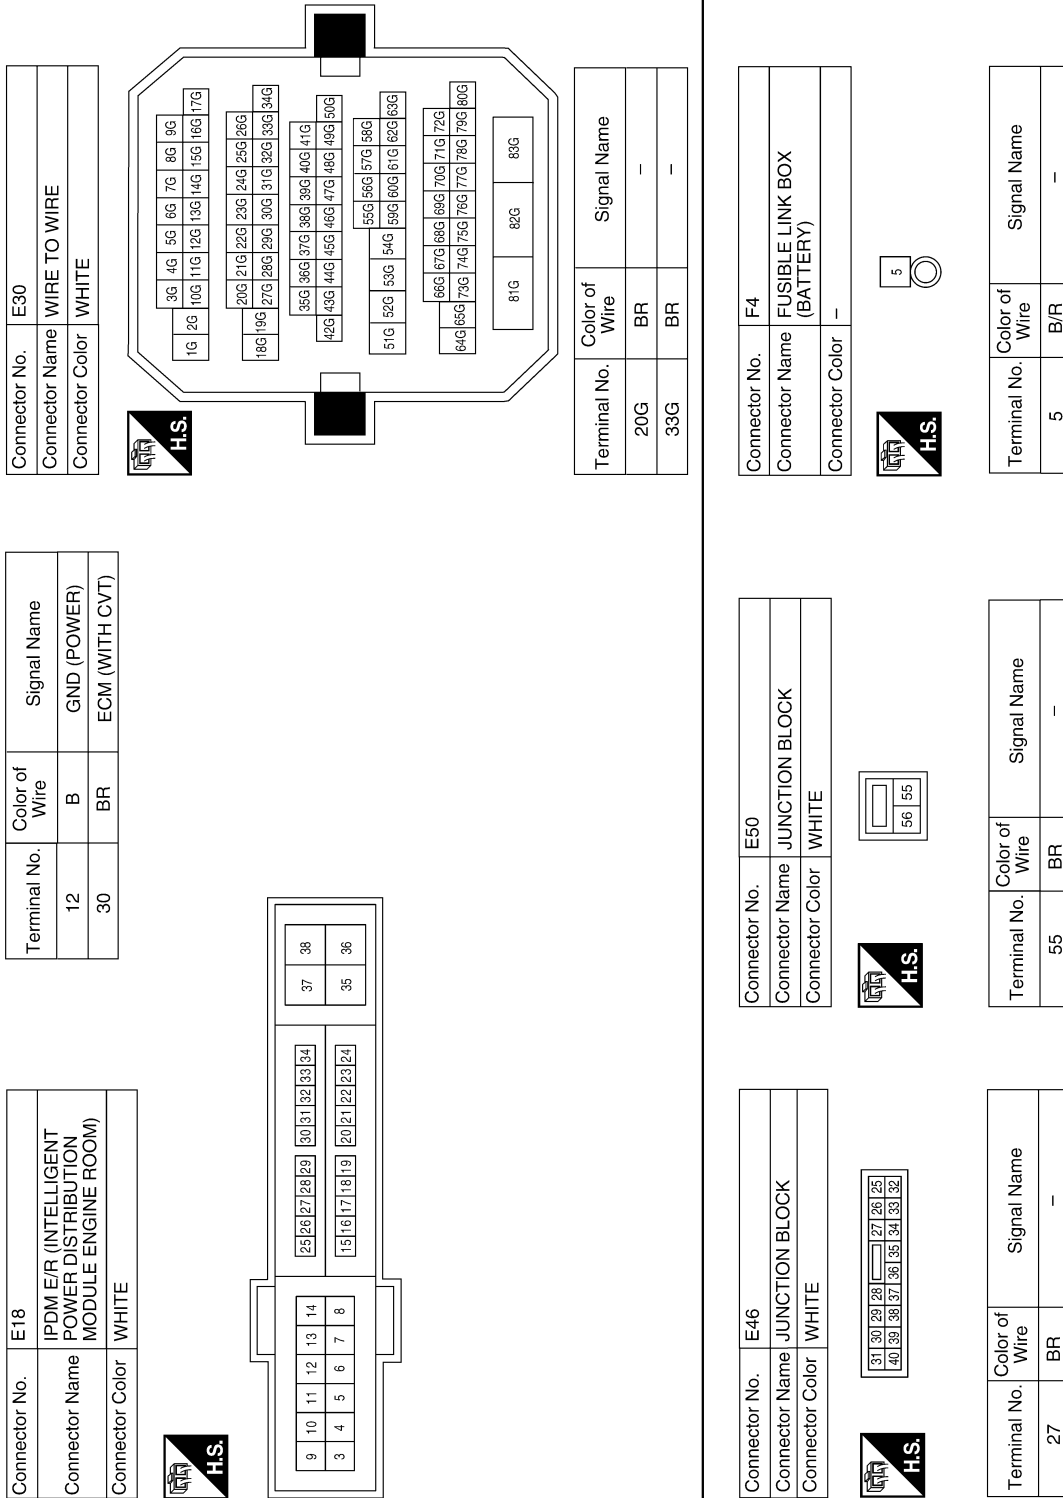 Connector No. E18
Connector Name IPDM E/R (INTELLIGENT
POWER DISTRIBUTION
MODULE ENGINE ROOM)
Connector Color WHITE
H.S.
9 10 11 12 13 14
3 4 5 6 7 8
25 26 27 28 29 30 31 32 33 34
15 16 17 18 19 20 21 22 23 24
37 38
35 36
Terminal No. Color of Wire Signal Name
12 B GND (POWER)
30 BR ECM (WITH CVT)
Connector No. E30
Connector Name WIRE TO WIRE
Connector Color WHITE
H.S.
3G 4G 5G 6G 7G 8G 9G
1G 2G 10G 11G 12G 13G 14G 15G 16G 17G
20G 21G 22G 23G 24G 25G 26G
18G 19G 27G 28G 29G 30G 31G 32G 33G 34G
35G 36G 37G 38G 39G 40G 41G
42G 43G 44G 45G 46G 47G 48G 49G 50G
55G 56G 57G 58G
51G 52G 53G 54G 59G 60G 61G 62G 63G
66G 67G 68G 69G 70G 71G 72G
64G 65G 73G 74G 75G 76G 77G 78G 79G 80G
81G 82G 83G
Terminal No. Color of Wire Signal Name
20G BR –
33G BR –
Connector No. E46
Connector Name JUNCTION BLOCK
Connector Color WHITE
H.S.
31 30 29 28 27 26 25
40 39 38 37 36 35 34 33 32
Terminal No. Color of Wire Signal Name
27 BR –
Connector No. E50
Connector Name JUNCTION BLOCK
Connector Color WHITE
H.S.
56 55
Terminal No. Color of Wire Signal Name
55 BR –
Connector No. F4
Connector Name FUSIBLE LINK BOX
(BATTERY)
Connector Color –
H.S.
5
Terminal No. Color of Wire Signal Name
5 B/R –